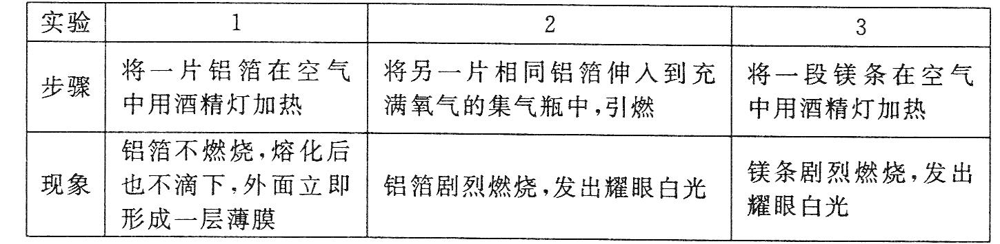 实验 1 2 3
步骤
将一片铝箔在空气
中用酒精灯加热
将另一片相同铝箔伸入到充
满氧气的集气瓶中,引燃
将一段镁条在空气
中用酒精灯加热
现象
铝箔不燃烧,熔化后
也不滴下,外面立即
形成一层薄膜
铝箔剧烈燃烧,发出耀眼白光
镁条剧烈燃烧,发出
耀眼白光